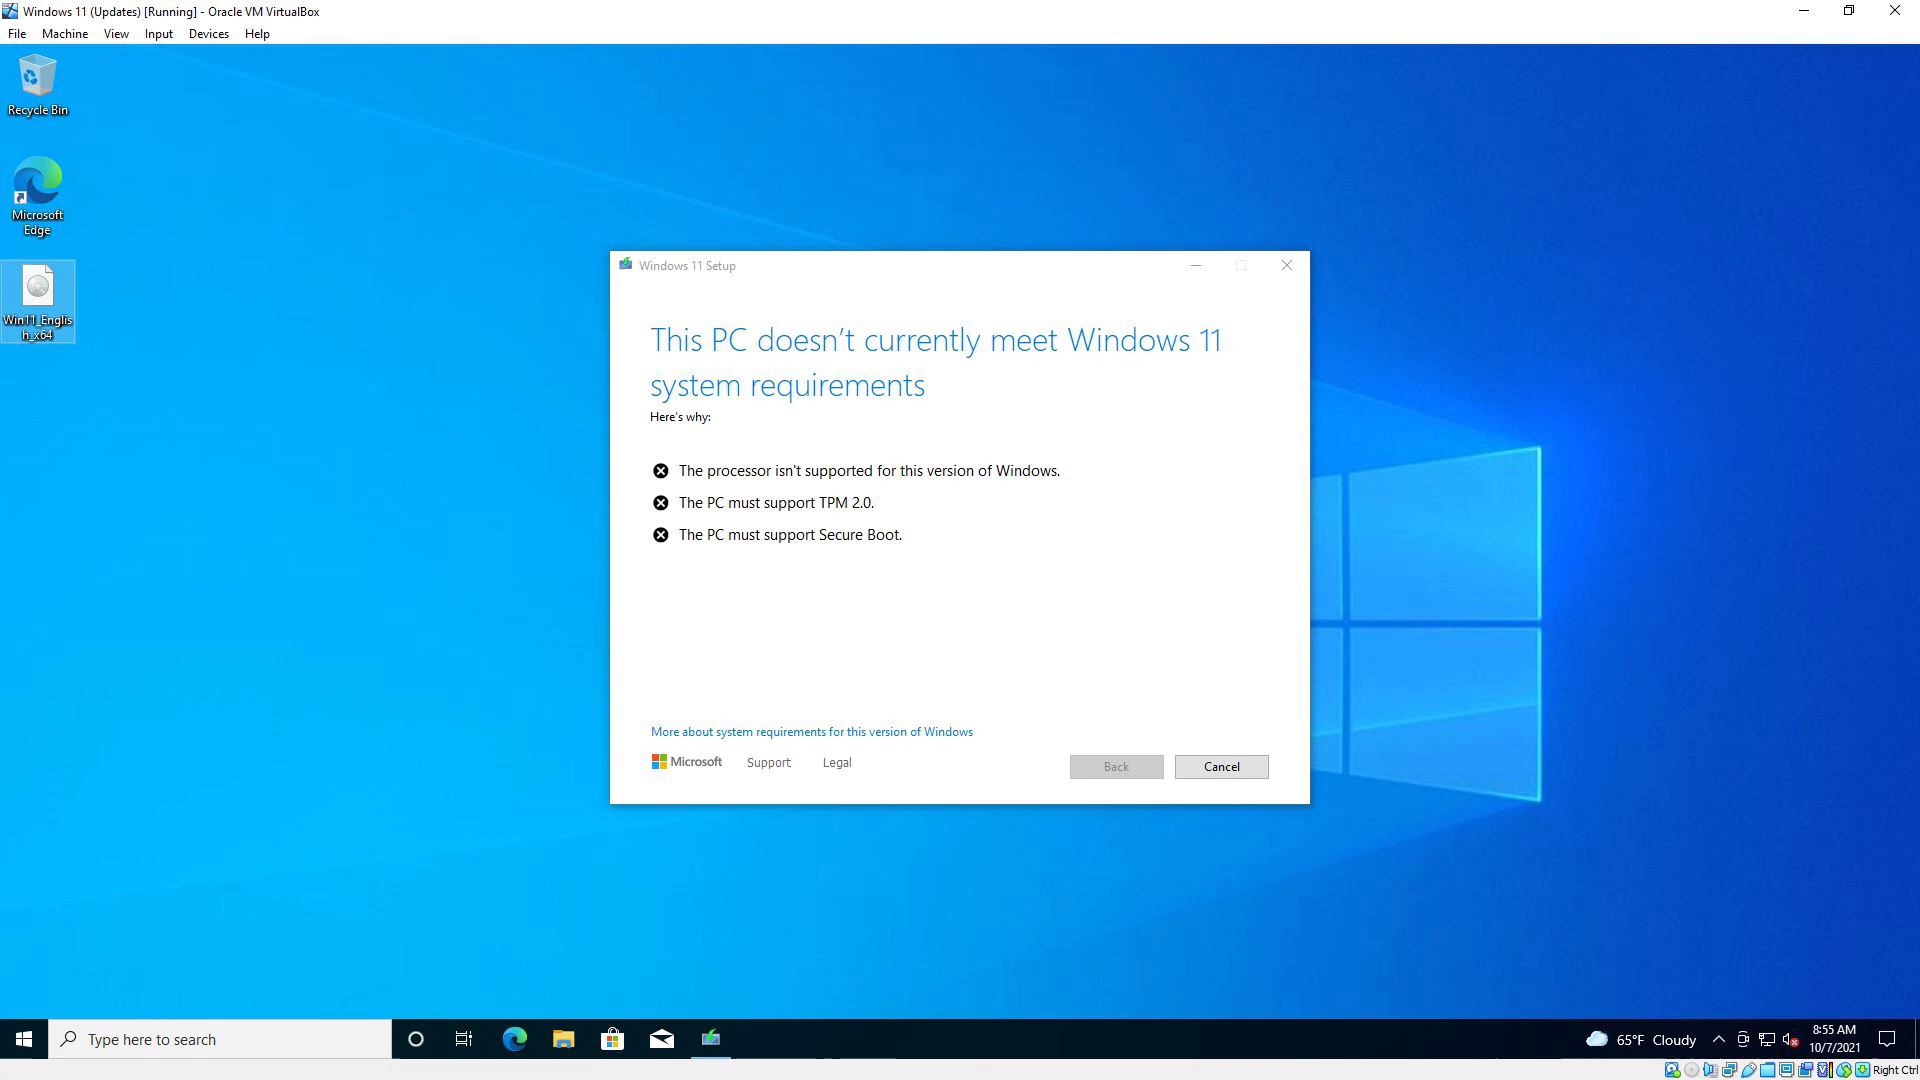 Windows 11 (Updates) [Running] - Oracle VM VirtualBox
File Machine View Input Devices Help
Recycle Bin
Microsoft
Edge
Win11_Englis
h_x64
Windows 11 Setup
This PC doesn't currently meet Windows 11
system requirements
Here's why:
The processor isn't supported for this version of Windows.
The PC must support TPM 2.0.
The PC must support Secure Boot.
More about system requirements for this version of Windows
Microsoft Support Legal Back Cancel
Type here to search
65°F Cloudy
8:55 AM
10/7/2021
Right Ctrl